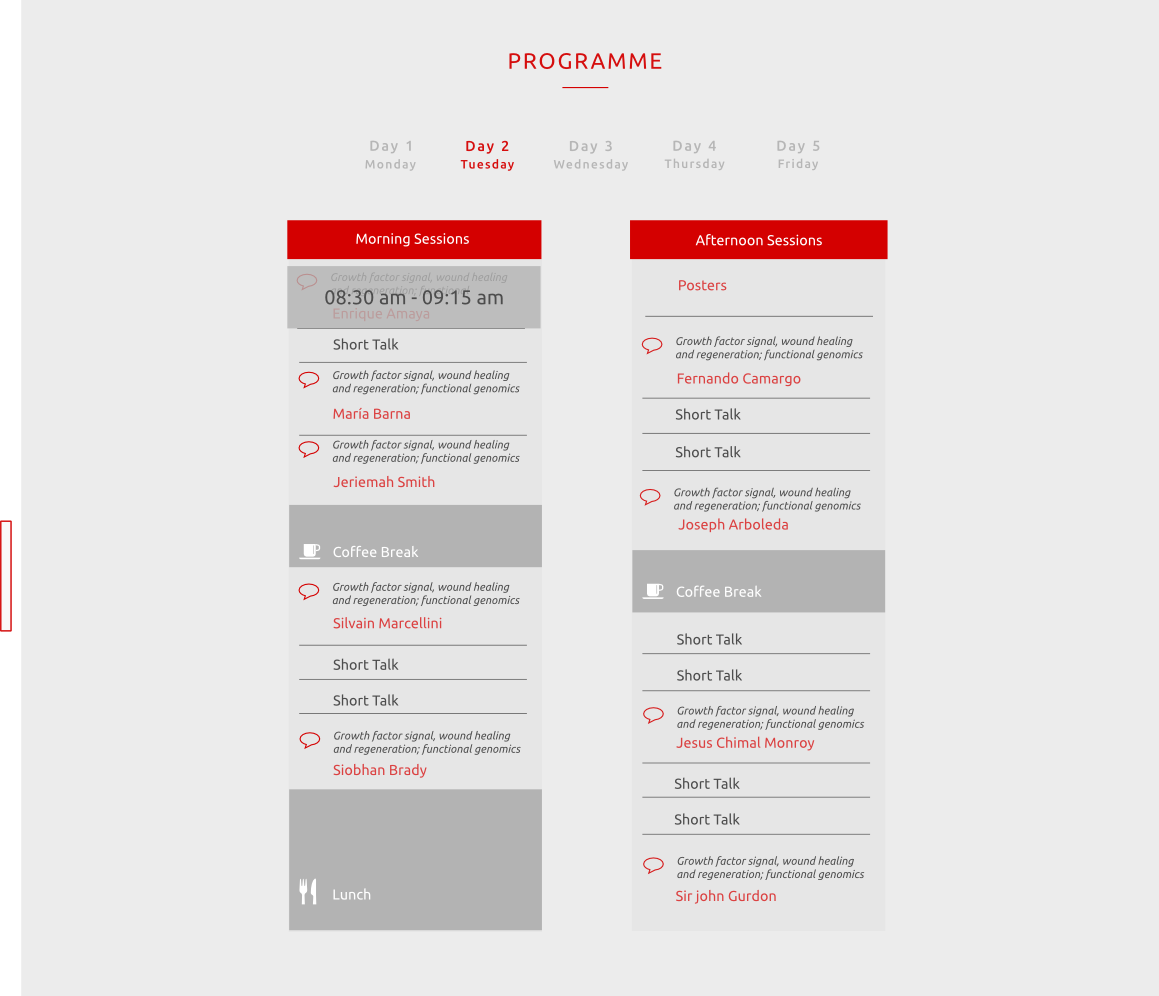 PROGRAMME
Day 1
Monday
Day 2
Tuesday
Day 3
Wednesday
Day 4
Thursday
Day 5
Friday
Morning Sessions
Growth factor signal, wound healing
and regeneration; functional
08:30 am - 09:15 am
Enrique Amaya
Short Talk
Growth factor signal, wound healing
and regeneration; functional genomics
María Barna
Growth factor signal, wound healing
and regeneration; functional genomics
Jeriemah Smith
Coffee Break
Growth factor signal, wound healing
and regeneration; functional genomics
Silvain Marcellini
Short Talk
Short Talk
Growth factor signal, wound healing
and regeneration; functional genomics
Siobhan Brady
Lunch
Afternoon Sessions
Posters
Growth factor signal, wound healing
and regeneration; functional genomics
Fernando Camargo
Short Talk
Short Talk
Growth factor signal, wound healing
and regeneration; functional genomics
Joseph Arboleda
Coffee Break
Short Talk
Short Talk
Growth factor signal, wound healing
and regeneration; functional genomics
Jesus Chimal Monroy
Short Talk
Short Talk
Growth factor signal, wound healing
and regeneration; functional genomics
Sir john Gurdon